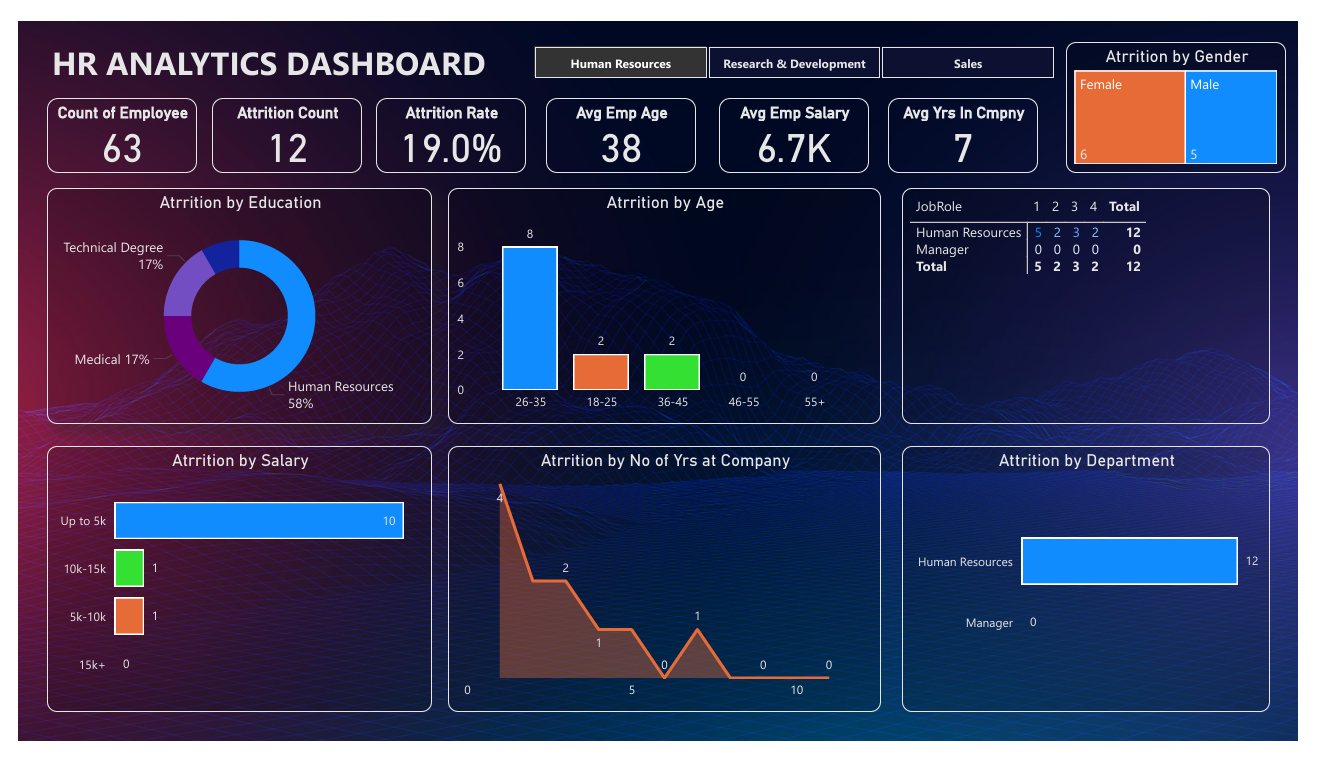 HR ANALYTICS DASHBOARD
Human Resources
Research & Development
Sales
Atrrition by Gender
Female
Male
6
5
Count of Employee
63
Attrition Count
12
Attrition Rate
19.0%
Avg Emp Age
38
Avg Emp Salary
6.7K
Avg Yrs In Cmpny
7
Atrrition by Education
Technical Degree
17%
Medical 17%
Human Resources
58%
Atrrition by Age
8
6
4
2
0
8
2
2
0
0
26-35
18-25
36-45
46-55
55+
JobRole 1 2 3 4 Total
Human Resources 5 2 3 2 12
Manager 0 0 0 0 0
Total 5 2 3 2 12
Atrrition by Salary
Up to 5k 10
10k-15k 1
5k-10k 1
15k+ 0
Atrrition by No of Yrs at Company
4
2
1
0
1
0
0
0
5
10
Attrition by Department
Human Resources 12
Manager 0